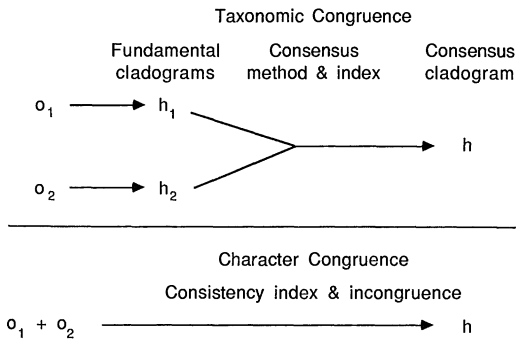 Taxonomic Congruence
Fundamental Consensus Consensus
cladograms method & index cladogram
o₁ h₁
h
o₂ h₂
Character Congruence
Consistency index & incongruence
o₁ + o₂ h